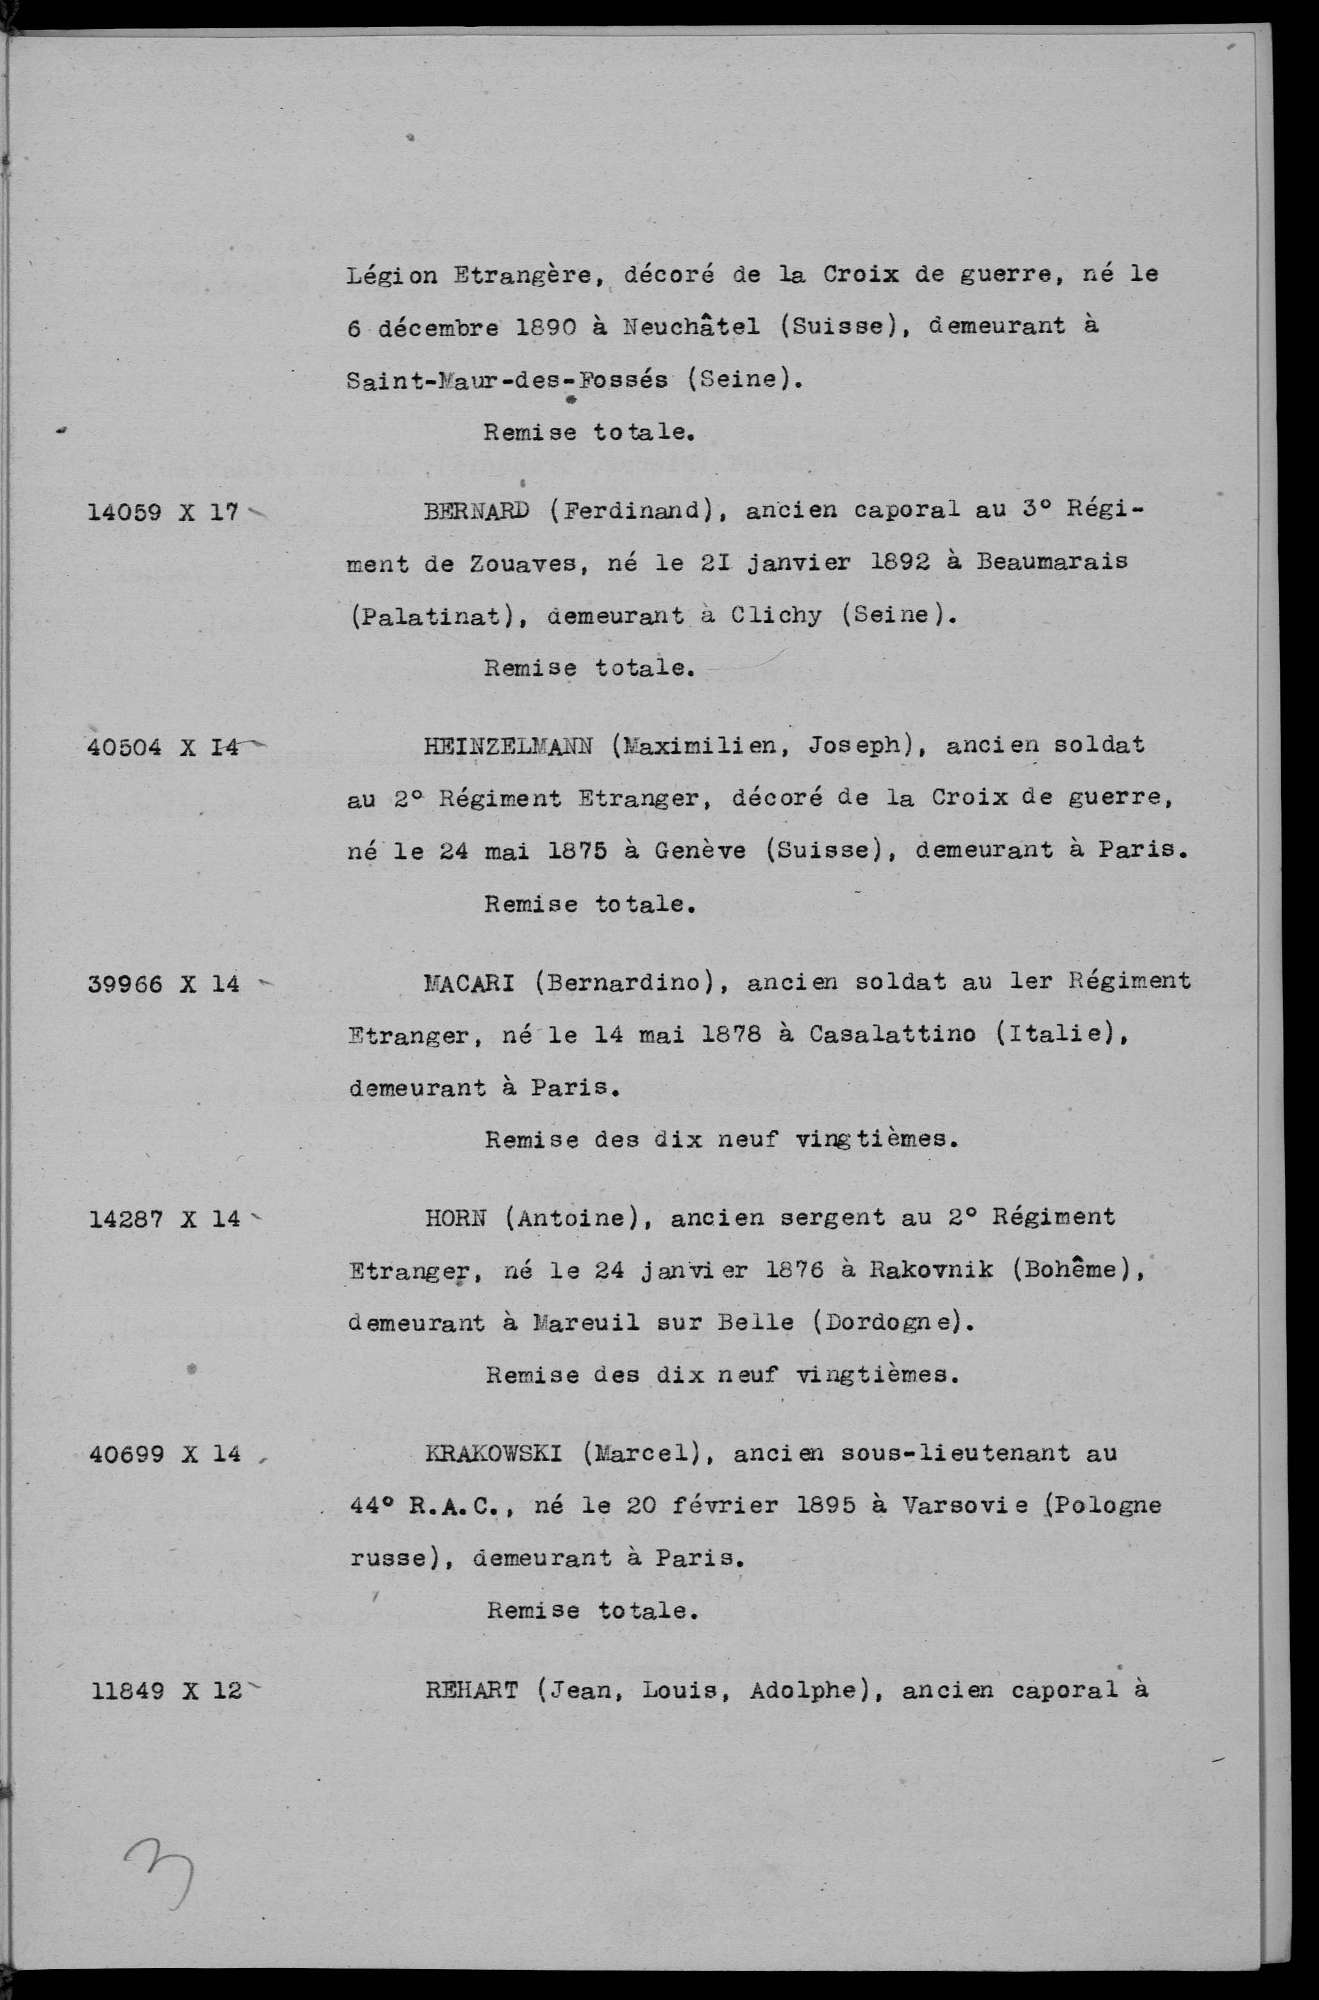 Légion Etrangère, décoré de la Croix de guerre, né le
6 décembre 1890 à Neuchâtel (Suisse), demeurant à
Saint-Maur-des-Fossés (Seine).
Remise totale.
14059 X 17 BERNARD (Ferdinand), ancien caporal au 3° Régi-
ment de Zouaves, né le 2I janvier 1892 à Beaumarais
(Palatinat), demeurant à Clichy (Seine).
Remise totale.
40504 X I4 HEINZELMANN (Maximilien, Joseph), ancien soldat
au 2° Régiment Etranger, décoré de la Croix de guerre,
né le 24 mai 1875 à Genève (Suisse), demeurant à Paris.
Remise totale.
39966 X 14 MACARI (Bernardino), ancien soldat au 1er Régiment
Etranger, né le 14 mai 1878 à Casalattino (Italie),
demeurant à Paris.
Remise des dix neuf vingtièmes.
14287 X 14 HORN (Antoine), ancien sergent au 2° Régiment
Etranger, né le 24 janvier 1876 à Rakovnik (Bohême),
demeurant à Mareuil sur Belle (Dordogne).
Remise des dix neuf vingtièmes.
40699 X 14 KRAKOWSKI (Marcel), ancien sous-lieutenant au
44° R.A.C., né le 20 février 1895 à Varsovie (Pologne
russe), demeurant à Paris.
Remise totale.
11849 X 12 REHART (Jean, Louis, Adolphe), ancien caporal à
3